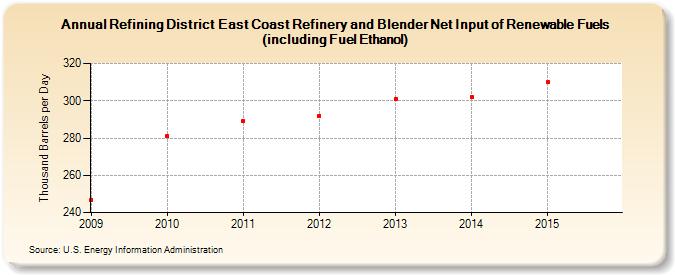 Annual Refining District East Coast Refinery and Blender Net Input of Renewable Fuels
(including Fuel Ethanol)
Thousand Barrels per Day
320
300
280
260
240
2009 2010 2011 2012 2013 2014 2015
Source: U.S. Energy Information Administration